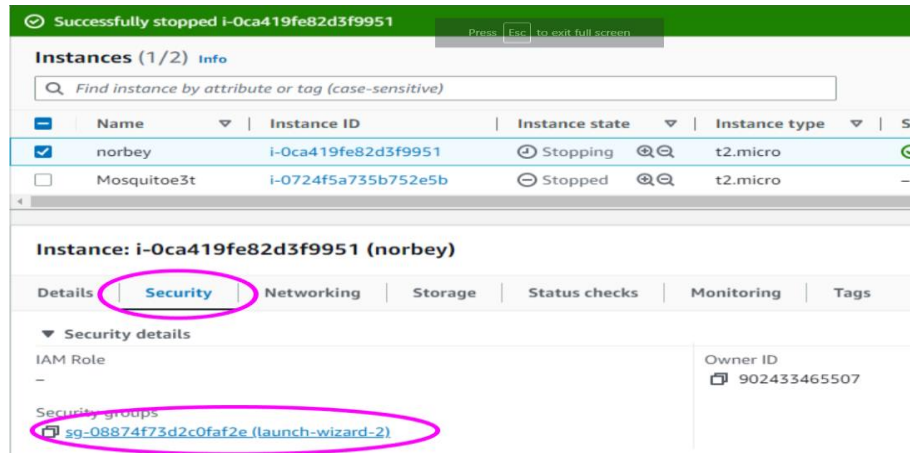 Successfully stopped i-0ca419fe82d3f9951
Press Esc to exit full screen
Instances (1/2) Info
Find instance by attribute or tag (case-sensitive)
Name Instance ID Instance state Instance type S
norbey i-0ca419fe82d3f9951 Stopping t2.micro
Mosquitoe3t i-0724f5a735b752e5b Stopped t2.micro –
Instance: i-0ca419fe82d3f9951 (norbey)
Details Security Networking Storage Status checks Monitoring Tags
Security details
IAM Role Owner ID
– 902433465507
Security groups
sg-08874f73d2c0faf2e (launch-wizard-2)